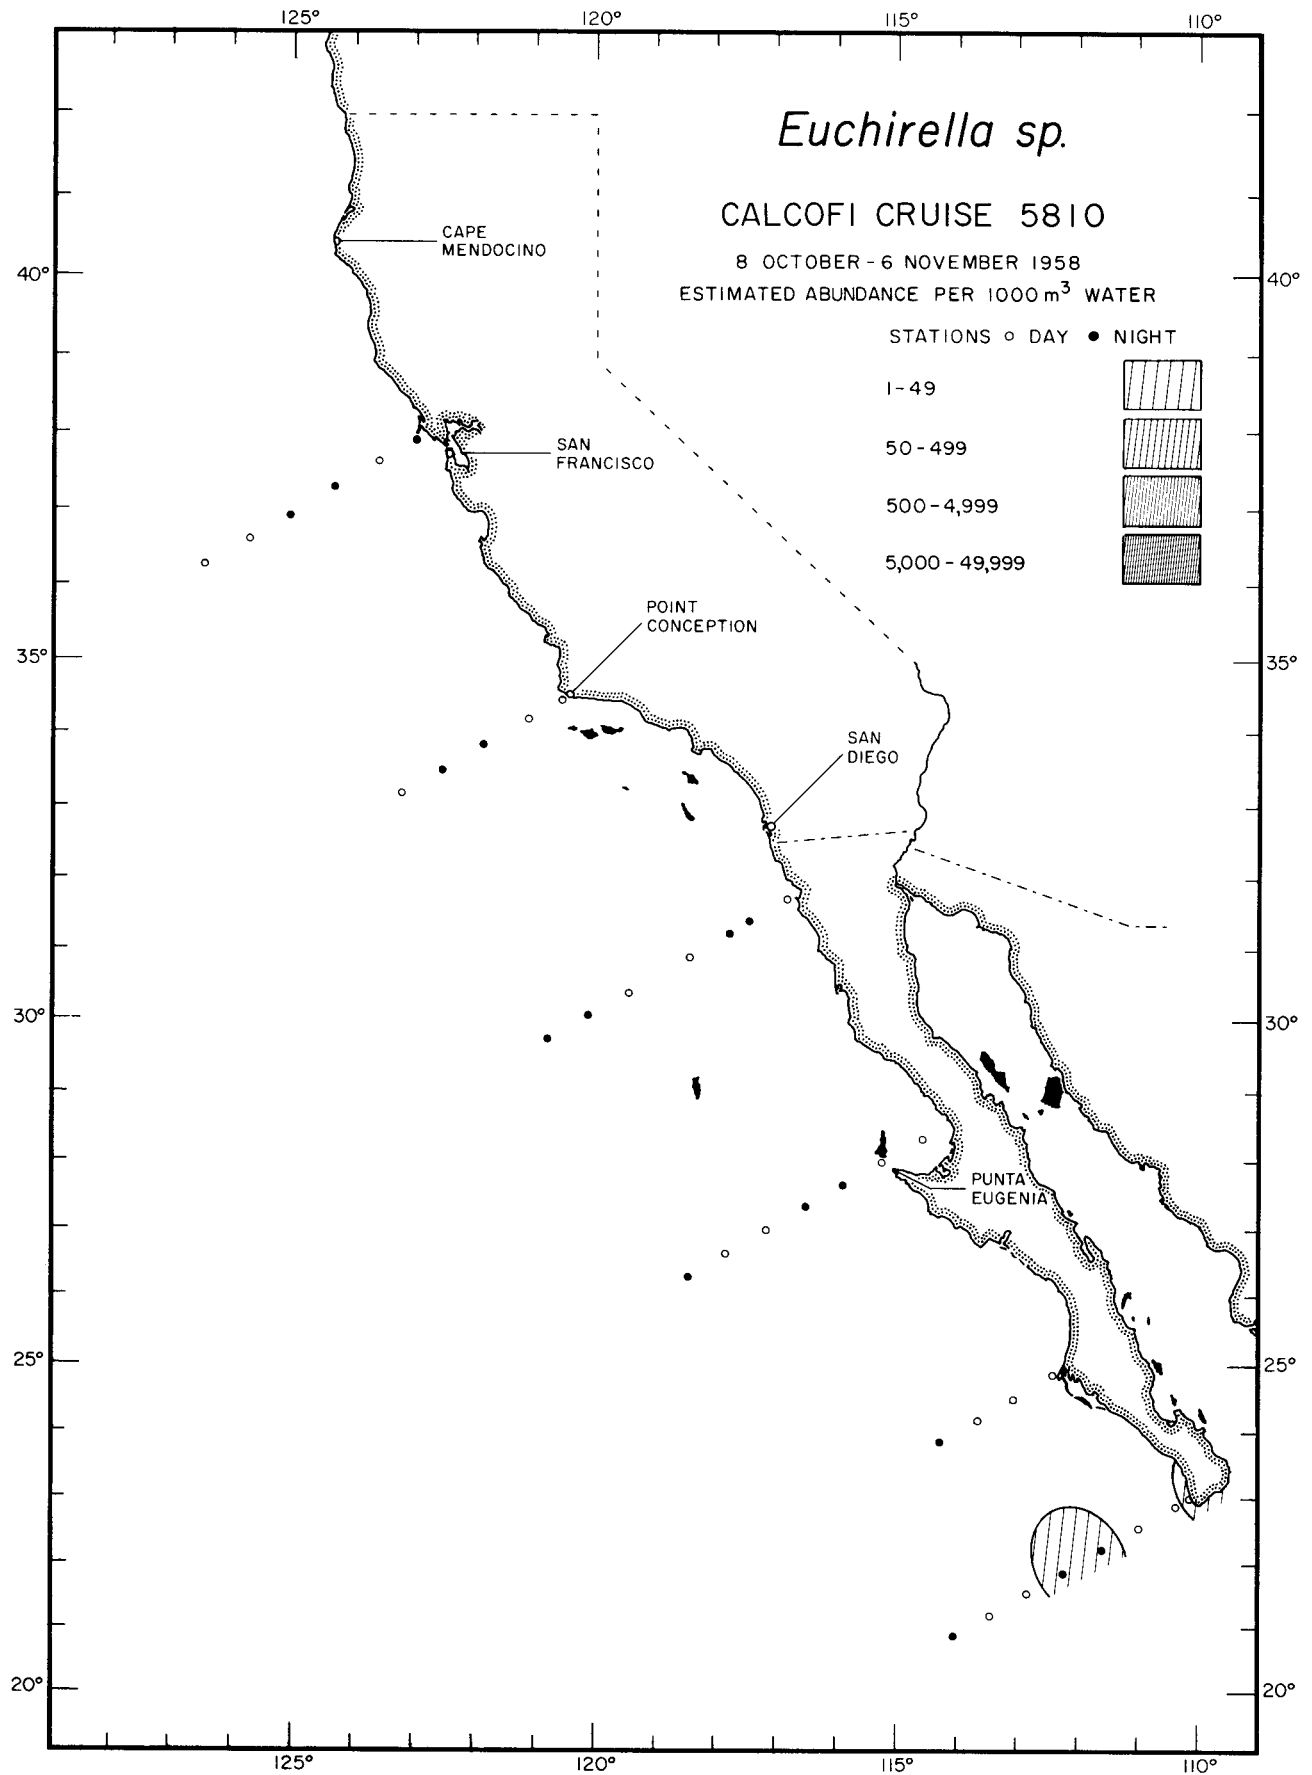 125° 120° 115° 110°
Euchirella sp.
CALCOFI CRUISE 5810
8 OCTOBER - 6 NOVEMBER 1958
ESTIMATED ABUNDANCE PER 1000 m³ WATER
STATIONS ○ DAY ● NIGHT
1-49
50-499
500-4,999
5,000-49,999
CAPE
MENDOCINO
40° 40°
SAN
FRANCISCO
POINT
CONCEPTION
35° 35°
SAN
DIEGO
30° 30°
PUNTA
EUGENIA
25° 25°
20° 20°
125° 120° 115° 110°